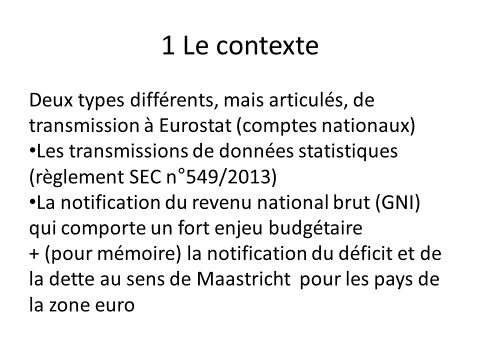 1 Le contexte
Deux types différents, mais articulés, de
transmission à Eurostat (comptes nationaux)
•Les transmissions de données statistiques
(règlement SEC n°549/2013)
•La notification du revenu national brut (GNI)
qui comporte un fort enjeu budgétaire
+ (pour mémoire) la notification du déficit et de
la dette au sens de Maastricht  pour les pays de
la zone euro